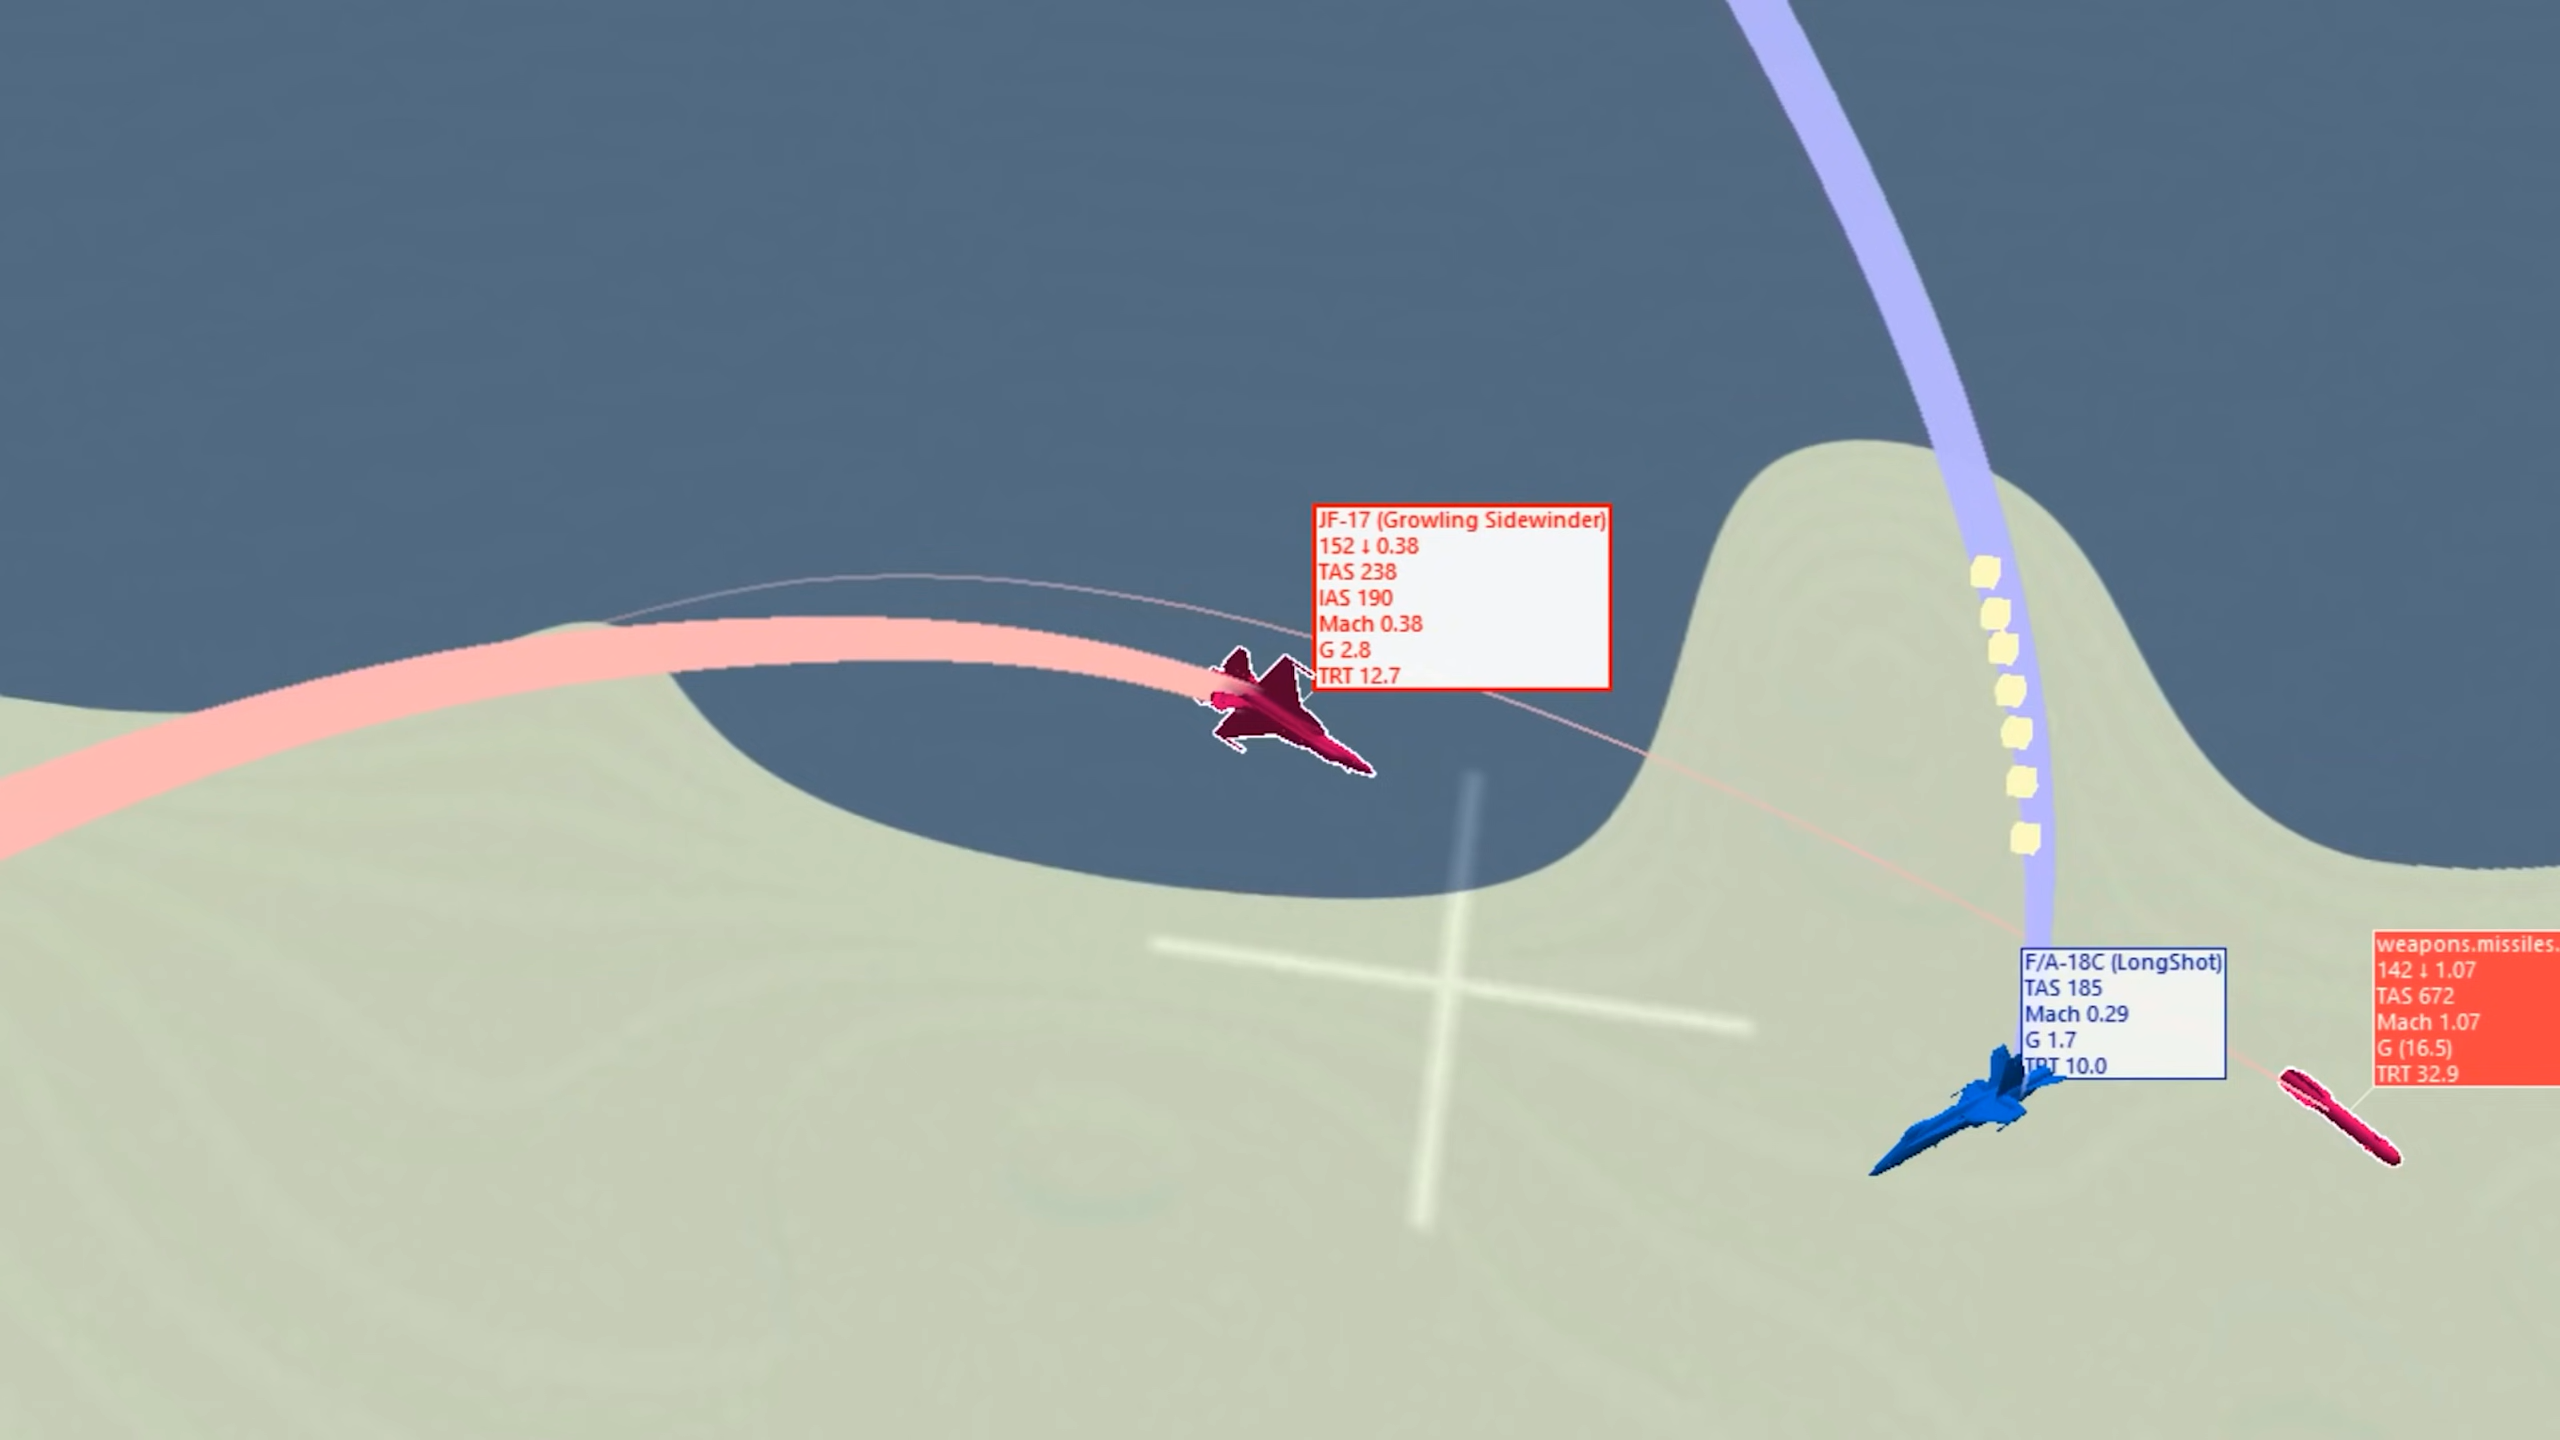 JF-17 (Growling Sidewinder)
152 ↓ 0.38
TAS 238
IAS 190
Mach 0.38
G 2.8
TRT 12.7
F/A-18C (LongShot)
TAS 185
Mach 0.29
G 1.7
TRT 10.0
weapons.missiles.
142 ↓ 1.07
TAS 672
Mach 1.07
G (16.5)
TRT 32.9